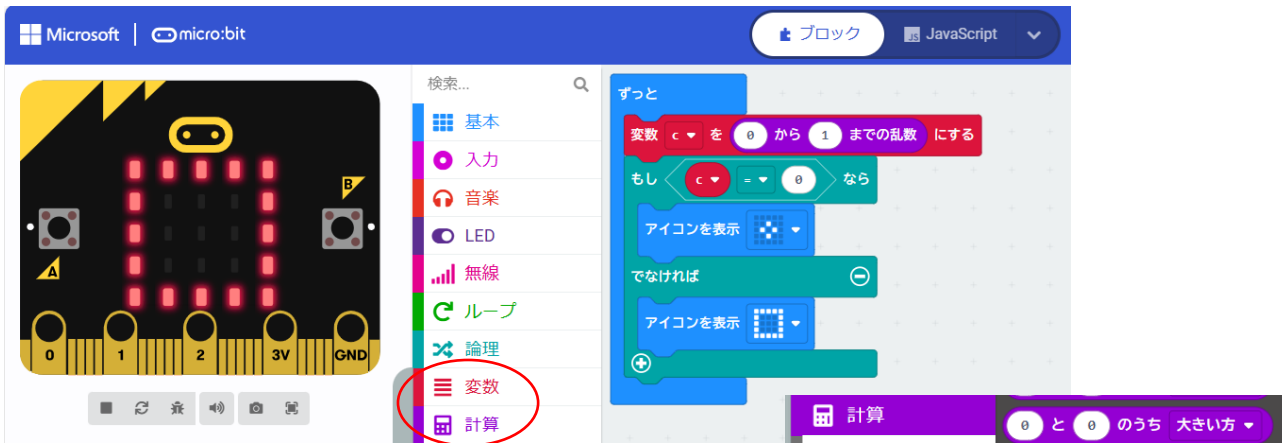 Microsoft micro:bit ブロック JS JavaScript
検索...
基本
入力
音楽
LED
無線
ループ
論理
変数
計算
B
A
0 1 2 3V GND
ずっと
変数 c を 0 から 1 までの乱数 にする
もし c = 0 なら
アイコンを表示
でなければ
アイコンを表示
計算
0 と 0 のうち 大きい方